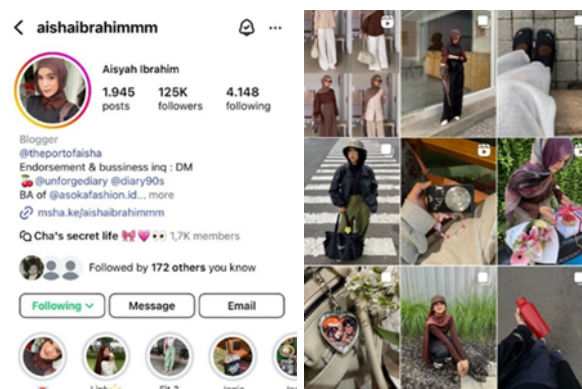 aishaibrahimmm
Aisyah Ibrahim
1.945 125K 4.148
posts followers following
Blogger
@theportofaisha
Endorsement & bussiness inq : DM
🍒@unforgediary @diary90s
BA of @asokafashion.id... more
msha.ke/aishaibrahimmm
Cha's secret life 🎀💗👀 1,7K members
Followed by 172 others you know
Following Message Email